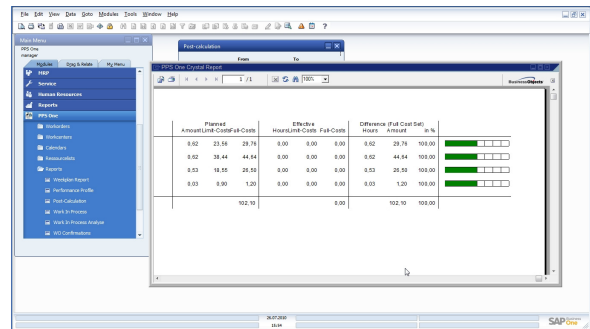 File Edit View Data Goto Modules Tools Window Help
Main Menu
PPS One
manager
Modules Drag & Relate My Menu
MRP
Service
Human Resources
Reports
PPS One
Workorders
Workcenters
Calendars
Resourcelists
Reports
Weekplan Report
Performance Profile
Post-Calculation
Work In Process
Work In Process Analyse
WO Confirmations
Post-calculation
From To
PPS One Crystal Report
1 / 1 100%
BusinessObjects
Planned Effective Difference (Full Cost Set)
Amount Limit-Costs Full-Costs Hours Limit-Costs Full-Costs Hours Amount in %
0,62 23,56 29,76 0,00 0,00 0,00 0,62 29,76 100,00
0,62 38,44 44,64 0,00 0,00 0,00 0,62 44,64 100,00
0,53 18,55 26,50 0,00 0,00 0,00 0,53 26,50 100,00
0,03 0,90 1,20 0,00 0,00 0,00 0,03 1,20 100,00
102,10 0,00 102,10 100,00
26.07.2010
16:54
SAP Business One